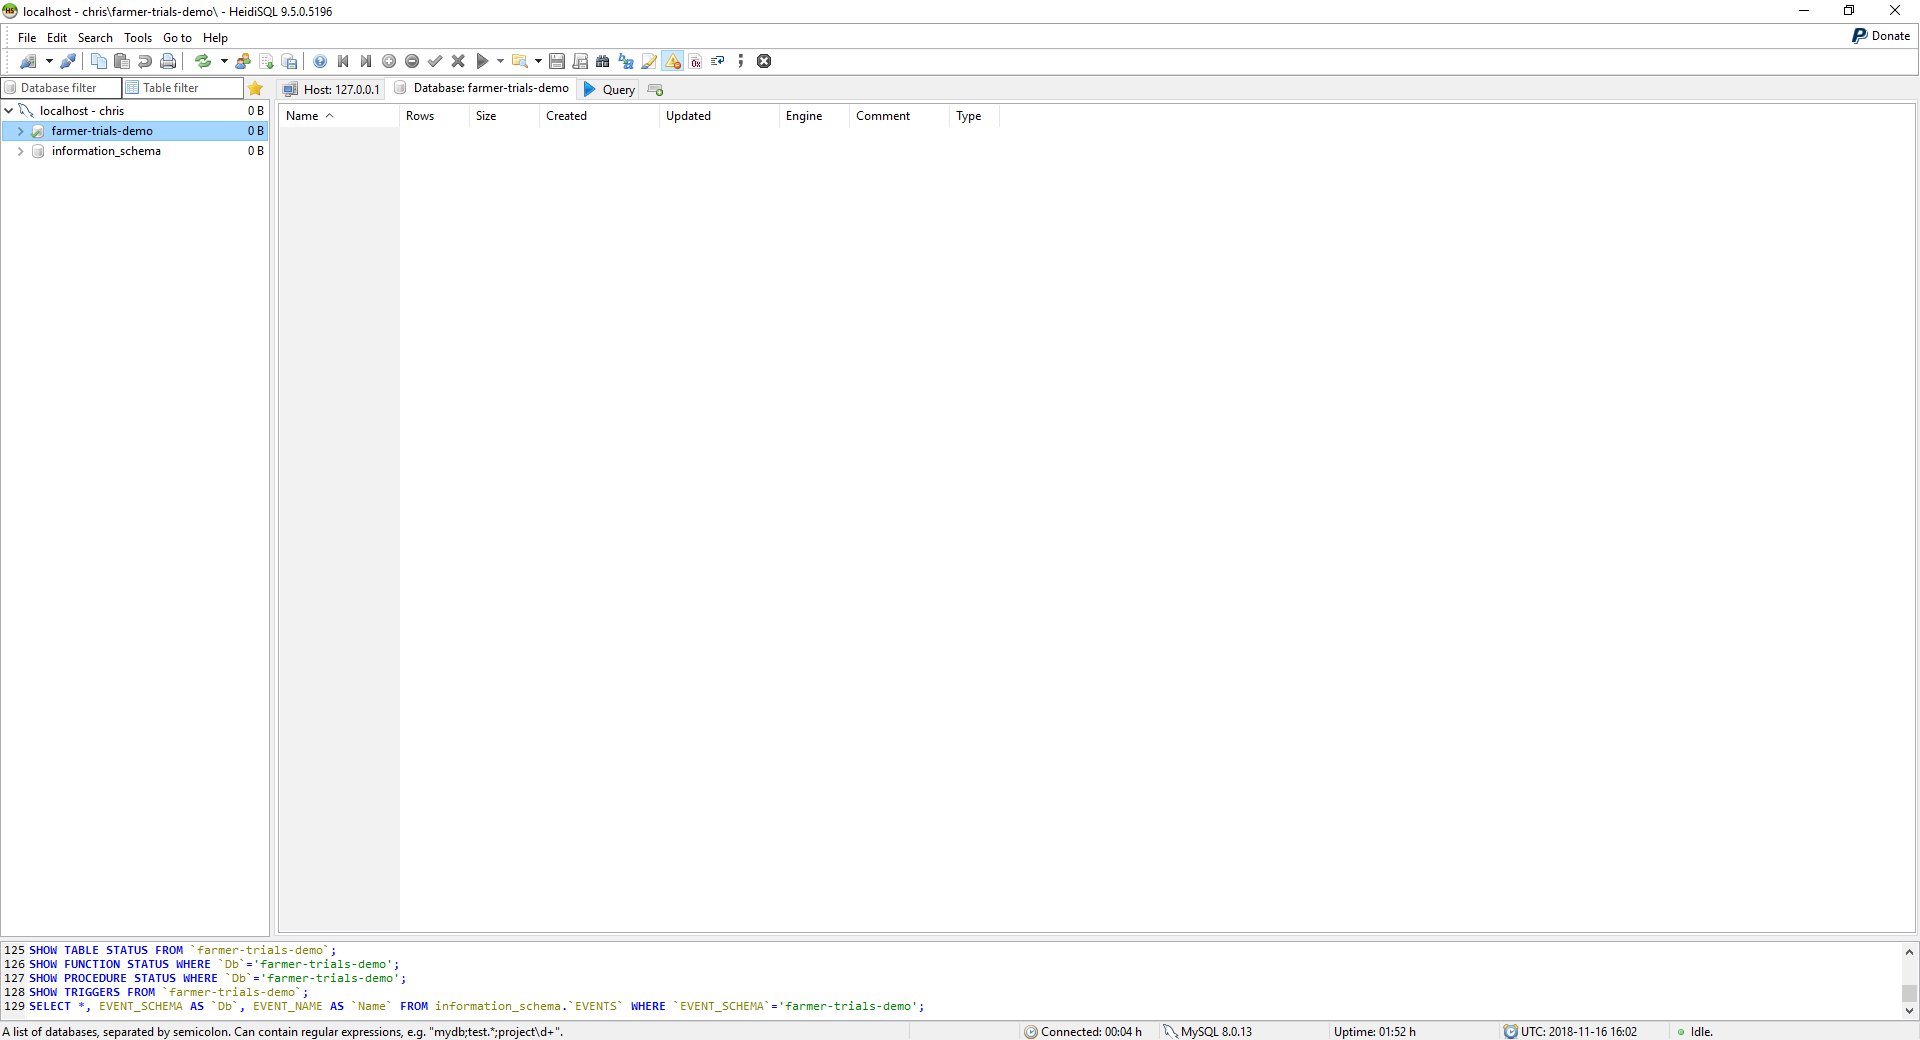 localhost - chris\farmer-trials-demo\ - HeidiSQL 9.5.0.5196
File Edit Search Tools Go to Help
Donate
Database filter Table filter
Host: 127.0.0.1 Database: farmer-trials-demo Query
localhost - chris 0 B
farmer-trials-demo 0 B
information_schema 0 B
Name Rows Size Created Updated Engine Comment Type
125 SHOW TABLE STATUS FROM `farmer-trials-demo`;
126 SHOW FUNCTION STATUS WHERE `Db`='farmer-trials-demo';
127 SHOW PROCEDURE STATUS WHERE `Db`='farmer-trials-demo';
128 SHOW TRIGGERS FROM `farmer-trials-demo`;
129 SELECT *, EVENT_SCHEMA AS `Db`, EVENT_NAME AS `Name` FROM information_schema.`EVENTS` WHERE `EVENT_SCHEMA`='farmer-trials-demo';
A list of databases, separated by semicolon. Can contain regular expressions, e.g. "mydb;test.*;project\d+". Connected: 00:04 h MySQL 8.0.13 Uptime: 01:52 h UTC: 2018-11-16 16:02 Idle.